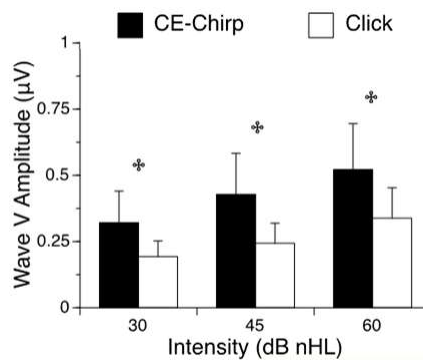 CE-Chirp Click
Wave V Amplitude (µV)
1
0.75
0.5
0.25
0
30 45 60
Intensity (dB nHL)